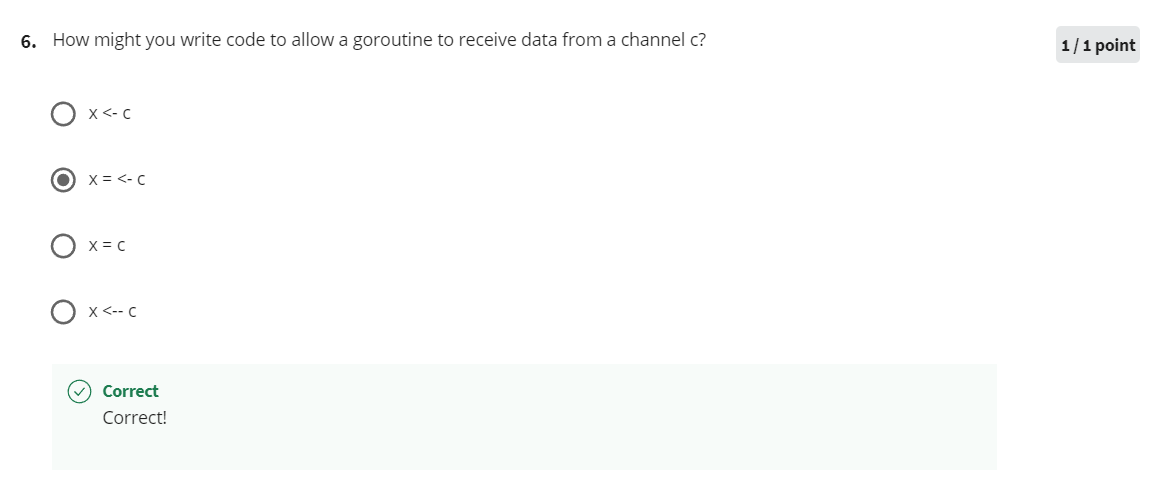 6. How might you write code to allow a goroutine to receive data from a channel c?
1 / 1 point
x <- c
x = <- c
x = c
x <-- c
Correct
Correct!